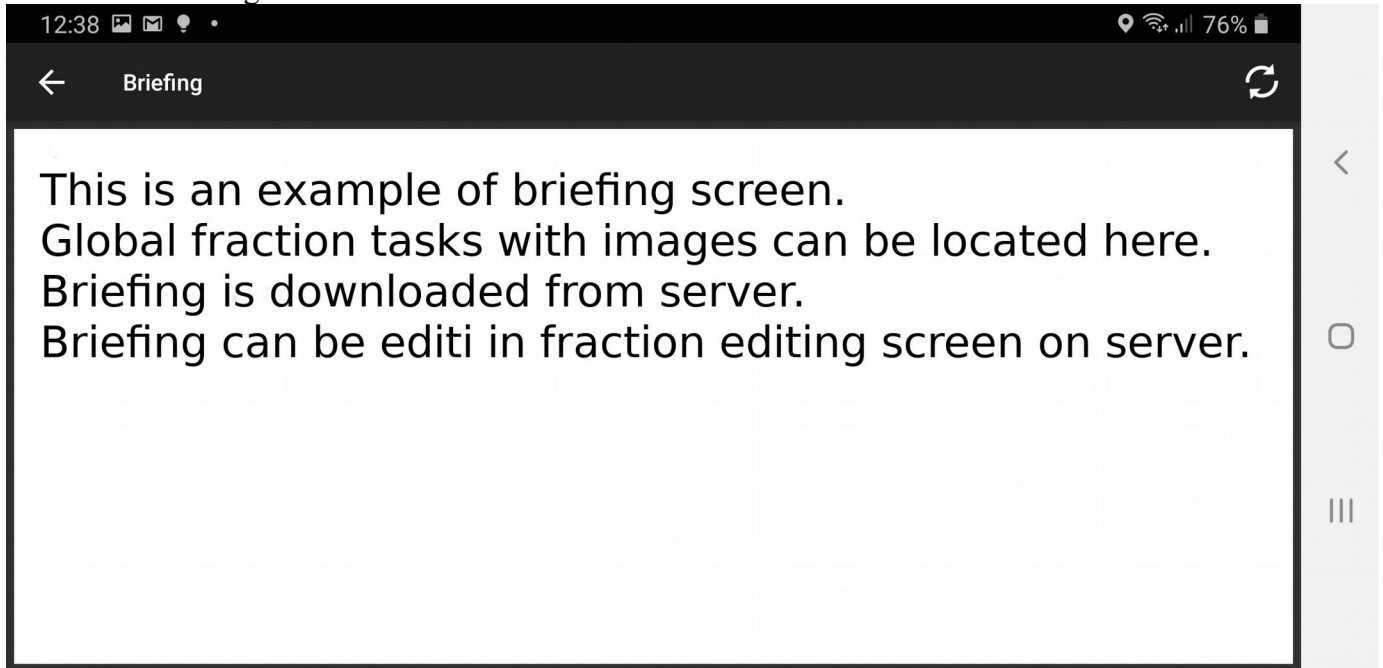 12:38
76%
Briefing
This is an example of briefing screen.
Global fraction tasks with images can be located here.
Briefing is downloaded from server.
Briefing can be editi in fraction editing screen on server.